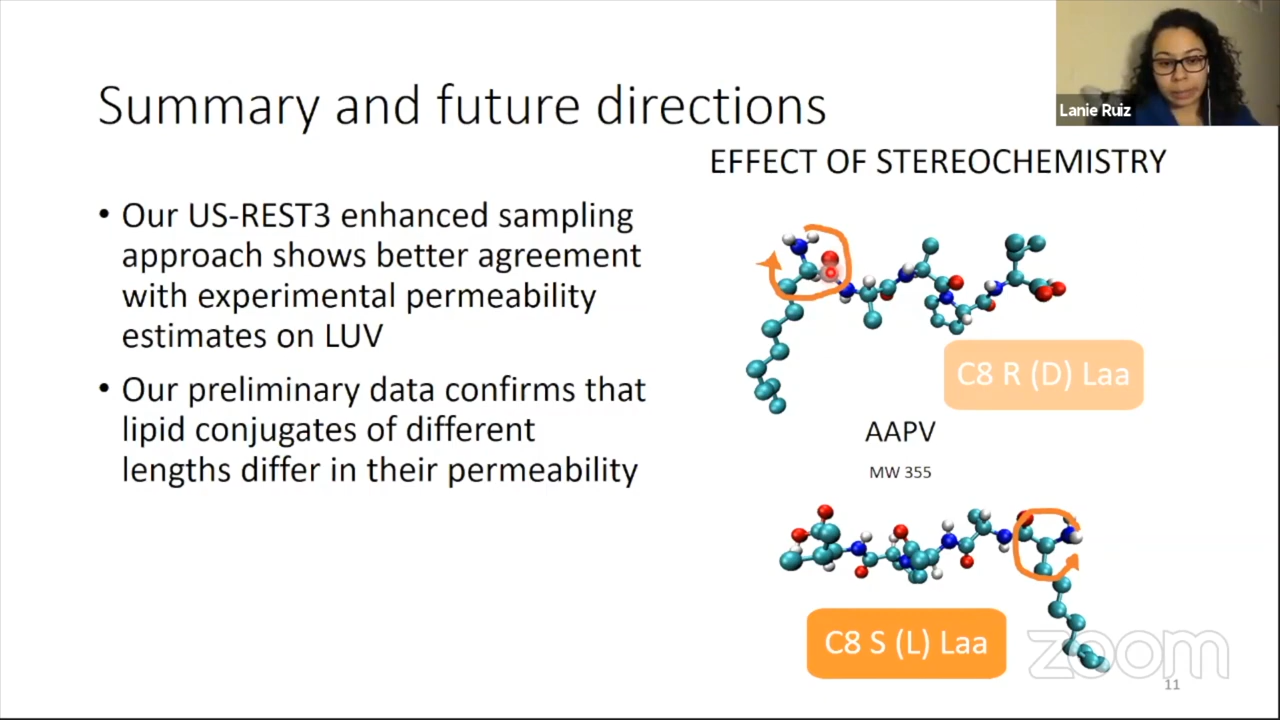 Summary and future directions
Lanie Ruiz
EFFECT OF STEREOCHEMISTRY
• Our US-REST3 enhanced sampling
approach shows better agreement
with experimental permeability
estimates on LUV
• Our preliminary data confirms that
lipid conjugates of different
lengths differ in their permeability
C8 R (D) Laa
AAPV
MW 355
C8 S (L) Laa
zoom
11